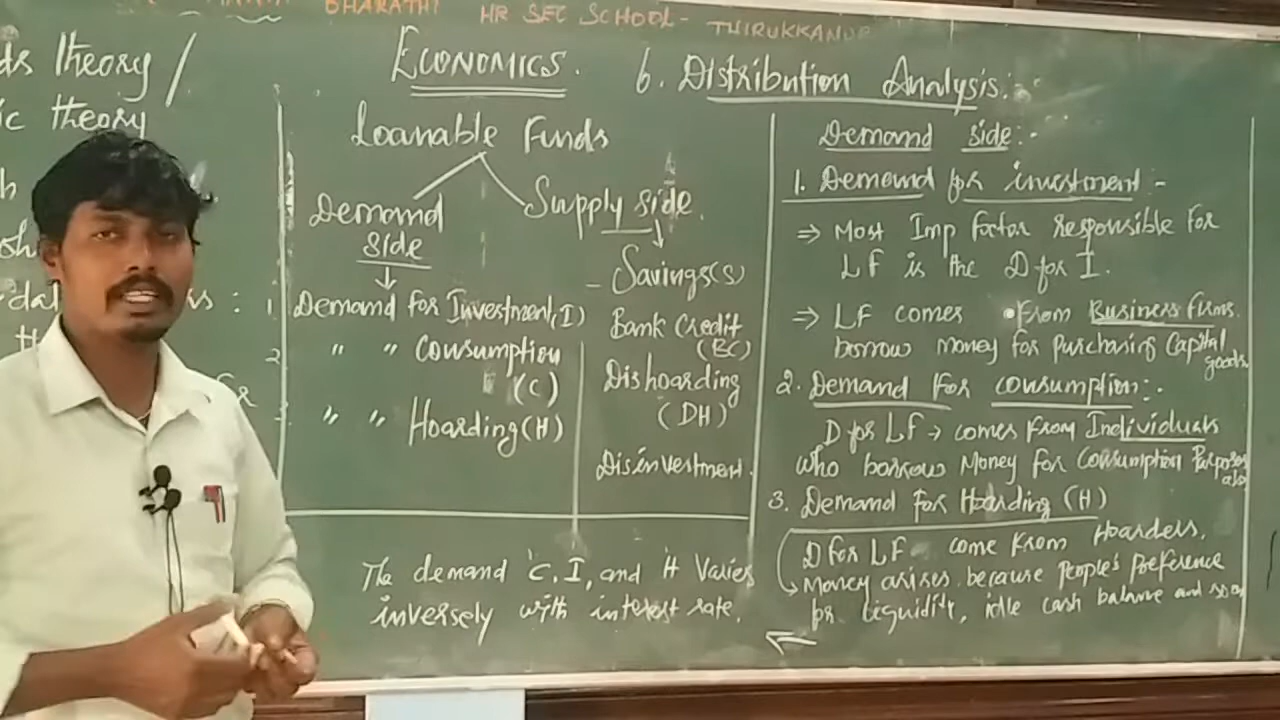 BHARATHI HR SEC SCHOOL - THIRUKKANUR
ECONOMICS.
6. Distribution Analysis:-
ds theory /
ic theory
Loanable Funds
Demand side
Supply side.
1. Demand for Investment (I)
2. " " Consumption (C)
" " Hoarding (H)
- Savings(s)
Bank Credit (BC)
Dishoarding (DH)
Disinvestment.
The demand C, I, and H varies
inversely with interest rate.
Demand side:-
1. Demand for investment:-
⇒ Most Imp factor responsible for
LF is the D for I.
⇒ LF comes from Business firms.
borrow money for purchasing Capital goods
2. Demand for consumption:-
D for LF → comes from Individuals
who borrows Money for Consumption Purposes also
3. Demand for Hoarding (H)
D for LF come from Hoarders.
Money arises because People's Preference
for liquidity, idle cash balance and so on